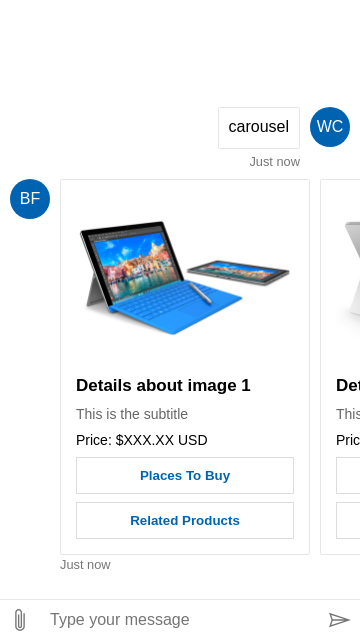 carousel
WC
Just now
BF
Details about image 1
This is the subtitle
Price: $XXX.XX USD
Places To Buy
Related Products
Det
This
Pric
Just now
Type your message